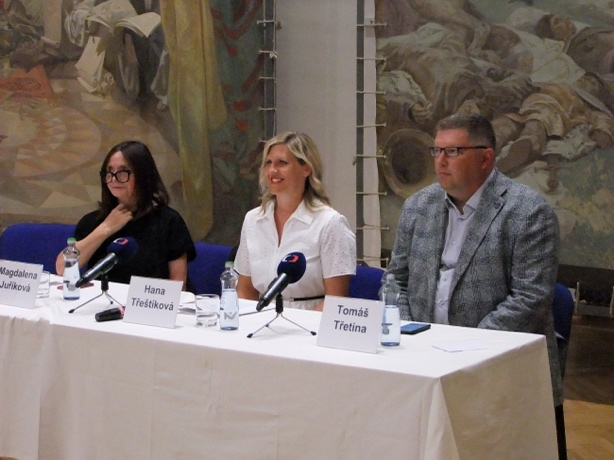 Magdalena
Juříková
Hana
Třeštíková
Tomáš
Třetina